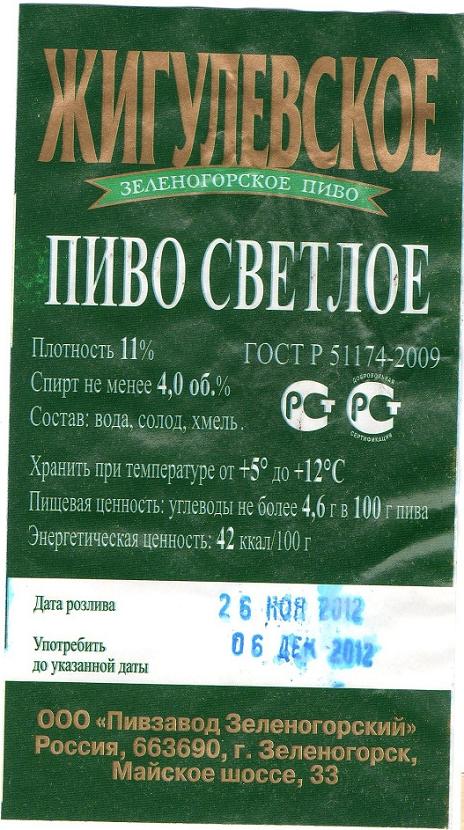 ЖИГУЛЕВСКОЕ
ЗЕЛЕНОГОРСКОЕ ПИВО
ПИВО СВЕТЛОЕ
Плотность 11%
ГОСТ Р 51174-2009
Спирт не менее 4,0 об.%
Состав: вода, солод, хмель.
ДОБРОВОЛЬНАЯ
РСТ РСТ
СЕРТИФИКАЦИЯ
Хранить при температуре от +5° до +12°С
Пищевая ценность: углеводы не более 4,6 г в 100 г пива
Энергетическая ценность: 42 ккал/100 г
Дата розлива 26 НОЯ 2012
Употребить 06 ДЕК 2012
до указанной даты
ООО «Пивзавод Зеленогорский»
Россия, 663690, г. Зеленогорск,
Майское шоссе, 33